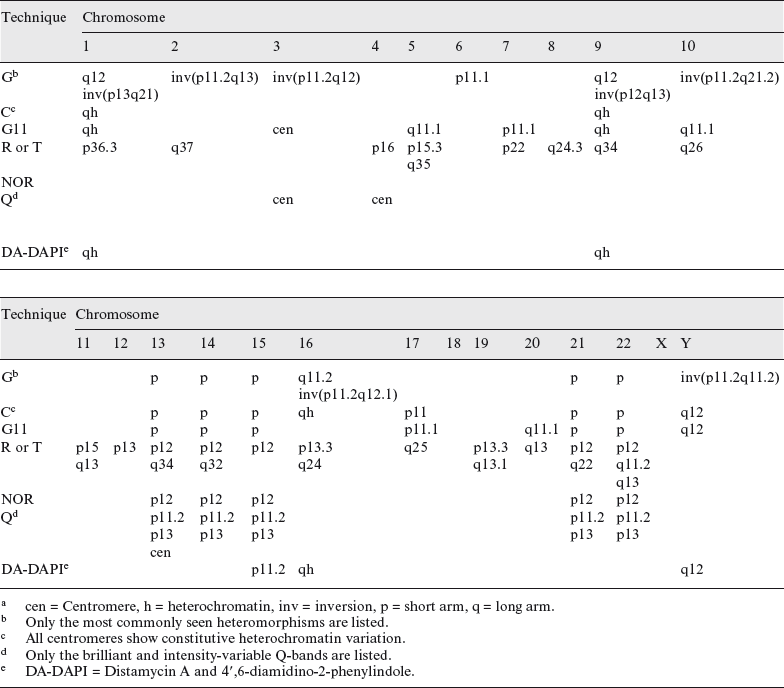 Technique Chromosome
1 2 3 4 5 6 7 8 9 10
Gb q12 inv(p11.2q13) inv(p11.2q12) p11.1 q12 inv(p11.2q21.2)
inv(p13q21) inv(p12q13)
Cc qh qh
G11 qh cen q11.1 p11.1 qh q11.1
R or T p36.3 q37 p16 p15.3 p22 q24.3 q34 q26
q35
NOR
Qd cen cen
DA-DAPIe qh qh
Technique Chromosome
11 12 13 14 15 16 17 18 19 20 21 22 X Y
Gb p p p q11.2 p p inv(p11.2q11.2)
inv(p11.2q12.1)
Cc p p p qh p11 p p q12
G11 p p p p11.1 q11.1 p p q12
R or T p15 p13 p12 p12 p12 p13.3 q25 p13.3 q13 p12 p12
q13 q34 q32 q24 q13.1 q22 q11.2
q13
NOR p12 p12 p12 p12 p12
Qd p11.2 p11.2 p11.2 p11.2 p11.2
p13 p13 p13 p13 p13
cen
DA-DAPIe p11.2 qh q12
a cen = Centromere, h = heterochromatin, inv = inversion, p = short arm, q = long arm.
b Only the most commonly seen heteromorphisms are listed.
c All centromeres show constitutive heterochromatin variation.
d Only the brilliant and intensity-variable Q-bands are listed.
e DA-DAPI = Distamycin A and 4′,6-diamidino-2-phenylindole.